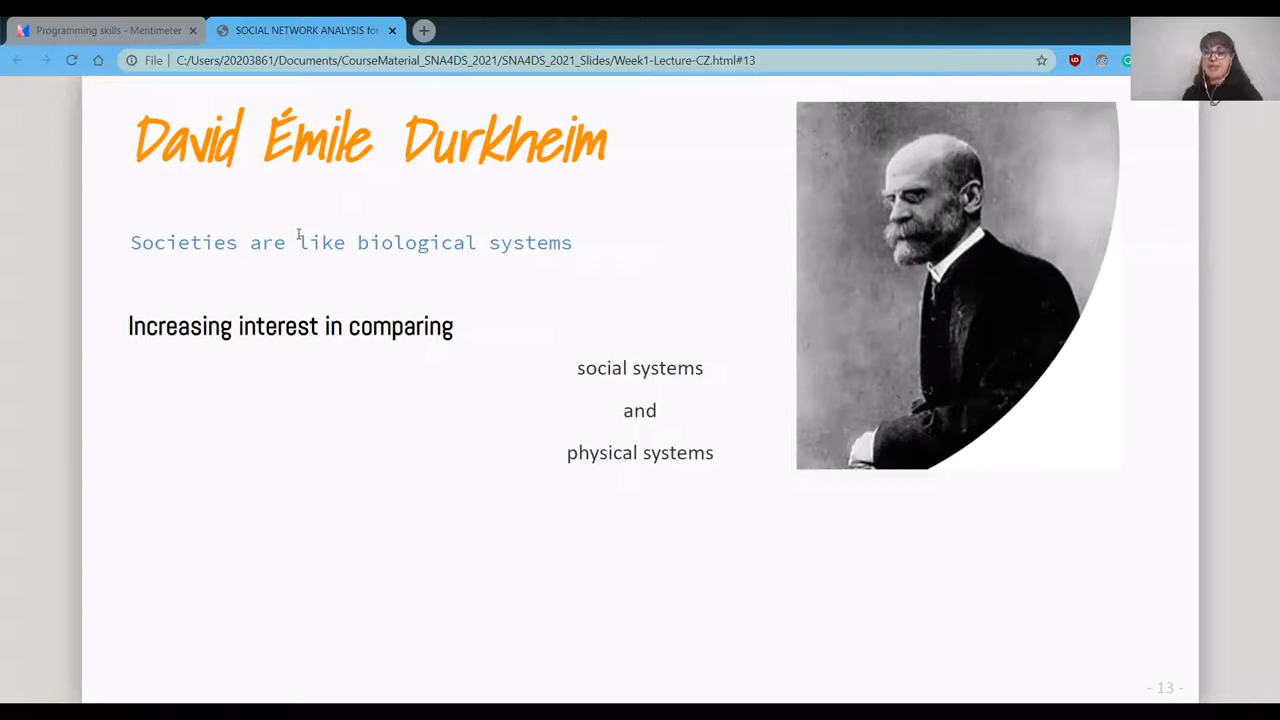 Programming skills - Mentimeter
SOCIAL NETWORK ANALYSIS for
File
C:/Users/20203861/Documents/CourseMaterial_SNA4DS_2021/SNA4DS_2021_Slides/Week1-Lecture-CZ.html#13
David Émile Durkheim
Societies are like biological systems
Increasing interest in comparing
social systems
and
physical systems
- 13 -